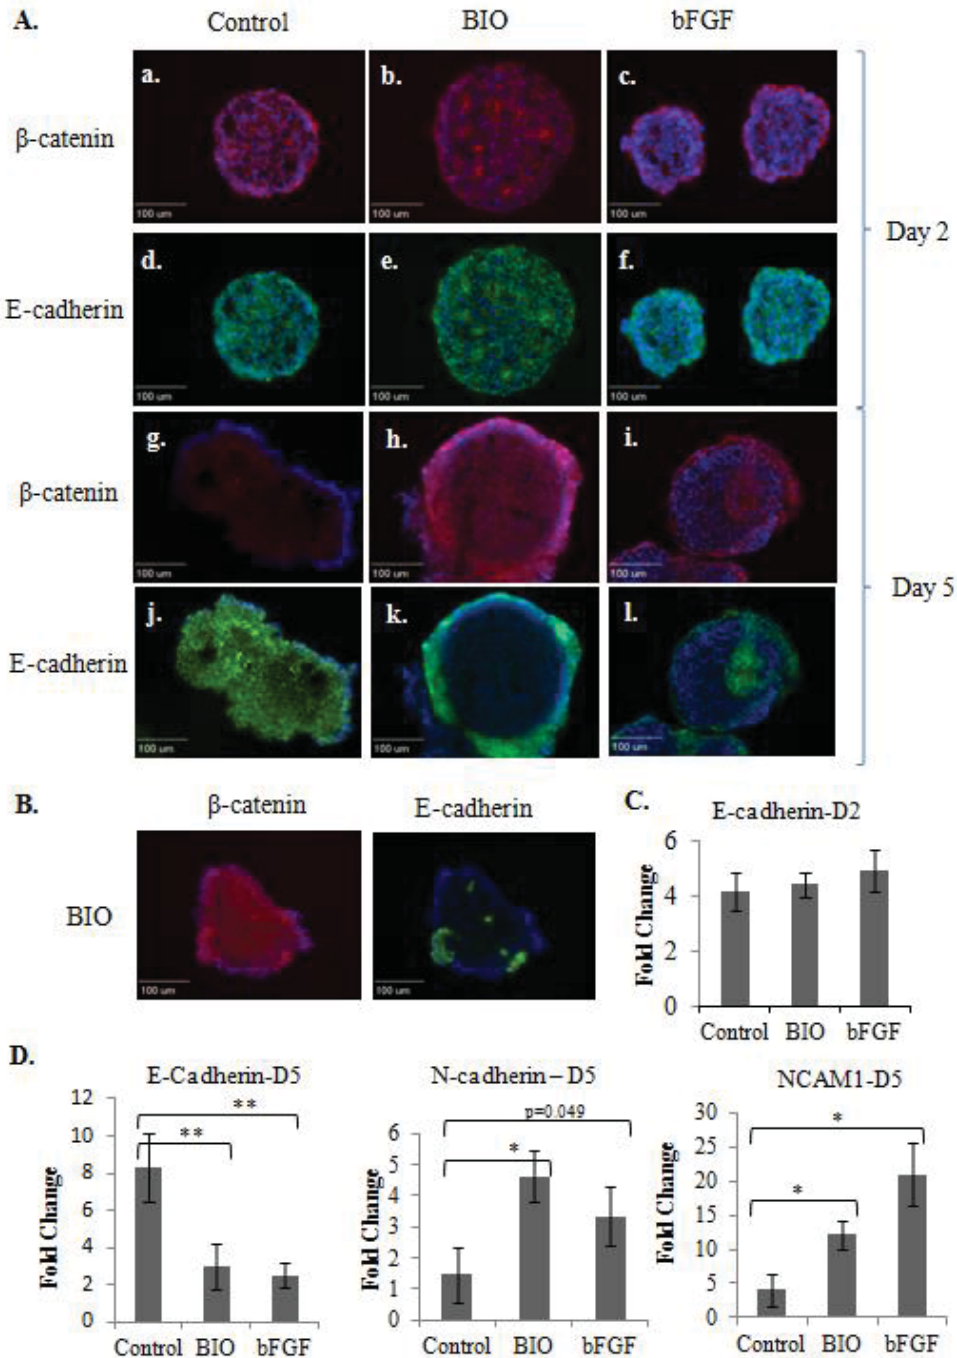 A. Control BIO bFGF
a. b. c.
β-catenin
100 um 100 um 100 um
Day 2
d. e. f.
E-cadherin
100 um 100 um 100 um
g. h. i.
β-catenin
100 um 100 um 100 um
Day 5
j. k. l.
E-cadherin
100 um 100 um 100 um
B. β-catenin E-cadherin
BIO
100 um 100 um
C. E-cadherin-D2
Fold Change
6
4
2
0
Control BIO bFGF
D.
E-Cadherin-D5
Fold Change
12
10
8
6
4
2
0
**
**
Control BIO bFGF
N-cadherin–D5
Fold Change
6
5
4
3
2
1
0
p=0.049
*
Control BIO bFGF
NCAM1-D5
Fold Change
30
25
20
15
10
5
0
*
*
Control BIO bFGF